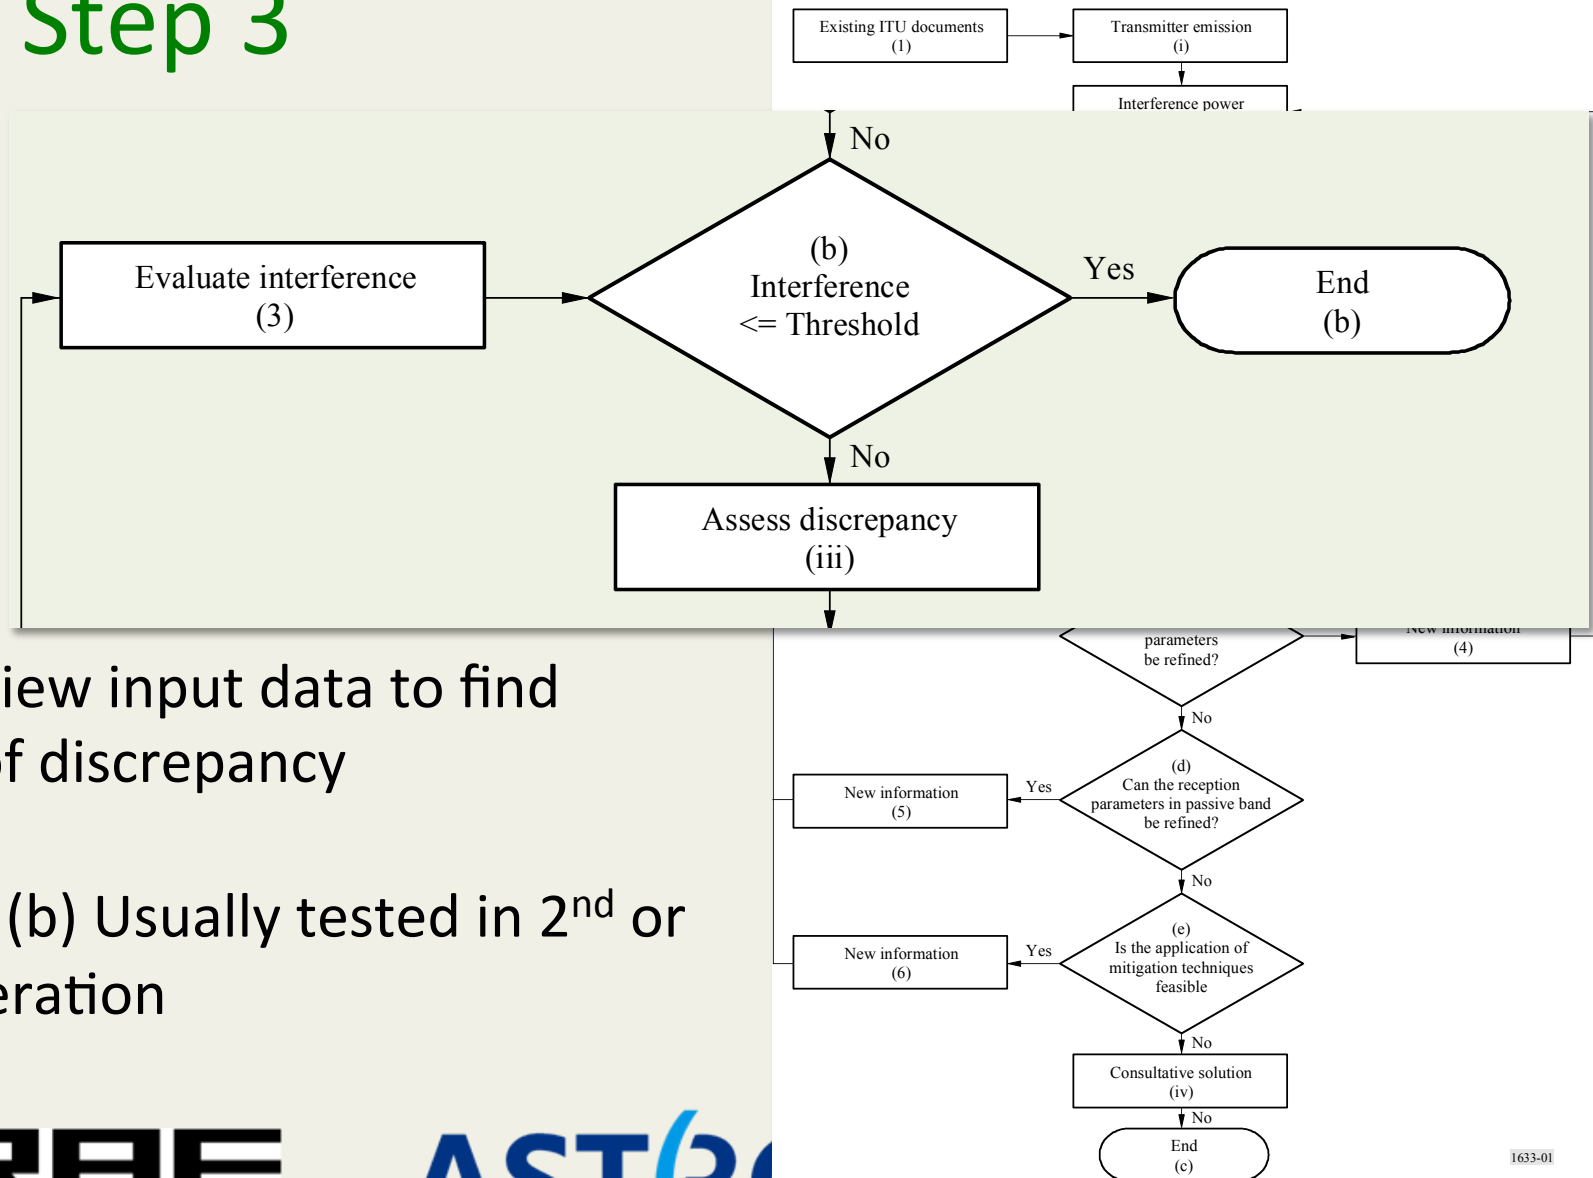 Step 3
Existing ITU documents
(1)
Transmitter emission
(i)
Interference power
No
Evaluate interference
(3)
(b)
Interference
<= Threshold
Yes
End
(b)
No
Assess discrepancy
(iii)
parameters
be refined?
New information
(4)
iew input data to find
of discrepancy
No
(d)
Can the reception
parameters in passive band
be refined?
Yes
New information
(5)
(b) Usually tested in 2nd or
eration
No
(e)
Is the application of
mitigation techniques
feasible
Yes
New information
(6)
No
Consultative solution
(iv)
No
End
(c)
1633-01